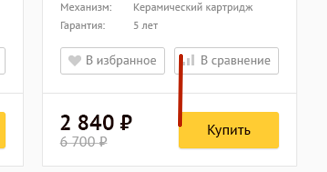 Механизм: Керамический картридж
Гарантия: 5 лет
В избранное В сравнение
2 840 ₽
6 700 ₽
Купить